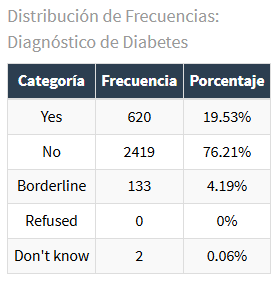 Distribución de Frecuencias:
Diagnóstico de Diabetes
Categoría Frecuencia Porcentaje
Yes 620 19.53%
No 2419 76.21%
Borderline 133 4.19%
Refused 0 0%
Don't know 2 0.06%